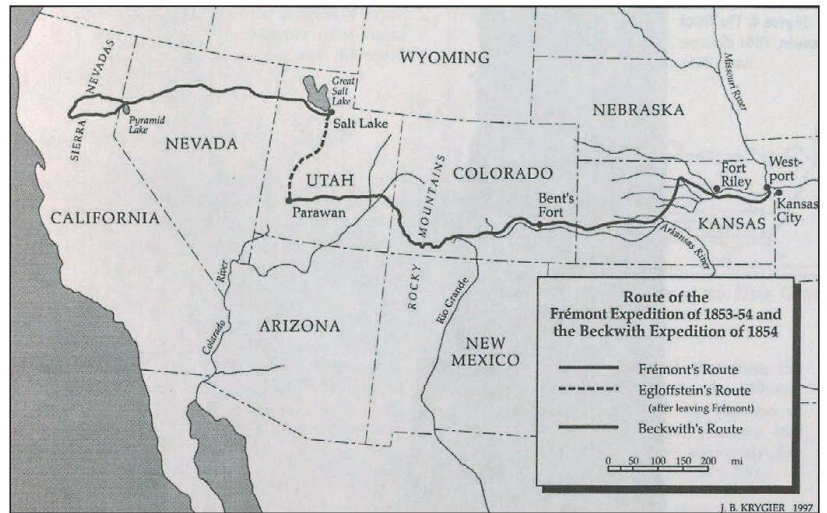 WYOMING
NEBRASKA
Missouri River
SIERRA NEVADAS
Pyramid
Lake
Great
Salt
Lake
Salt Lake
NEVADA
UTAH
Parawan
CALIFORNIA
COLORADO
ROCKY MOUNTAINS
Bent's
Fort
Fort
Riley
West-
port
Kansas
City
KANSAS
Arkansas River
Colorado River
ARIZONA
Rio Grande
NEW
MEXICO
Route of the
Frémont Expedition of 1853-54 and
the Beckwith Expedition of 1854
Frémont's Route
Egloffstein's Route
(after leaving Frémont)
Beckwith's Route
0 50 100 150 200 mi
J. B. KRYGIER 1997